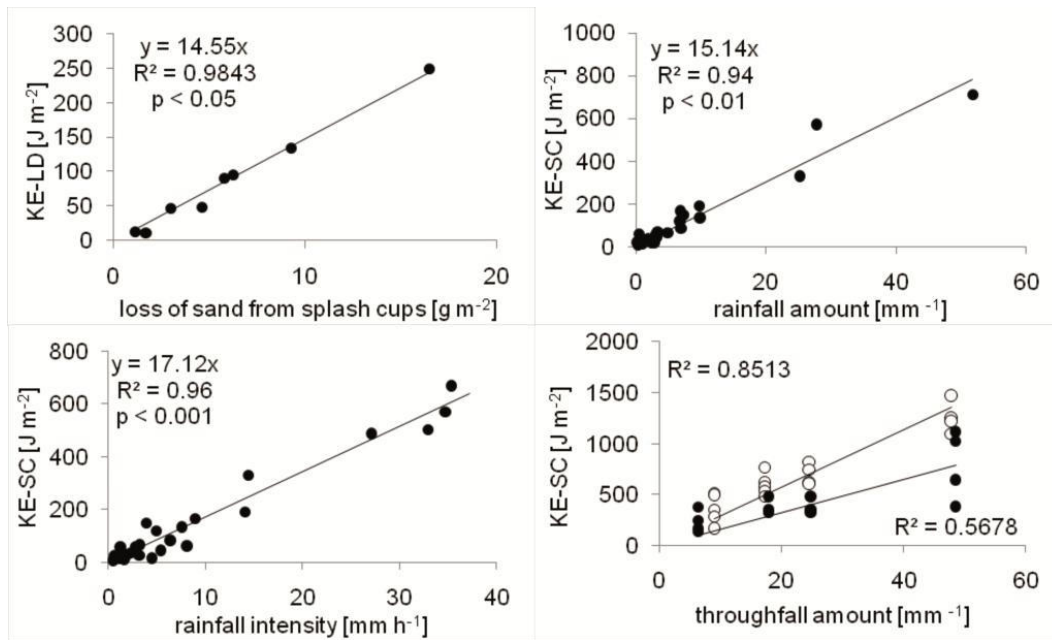 300
250
200
150
100
50
0
KE-LD [J m⁻²]
y = 14.55x
R² = 0.9843
p < 0.05
0 10 20
loss of sand from splash cups [g m⁻²]
1000
800
600
400
200
0
KE-SC [J m⁻²]
y = 15.14x
R² = 0.94
p < 0.01
0 20 40 60
rainfall amount [mm ⁻¹]
800
600
400
200
0
KE-SC [J m⁻²]
y = 17.12x
R² = 0.96
p < 0.001
0 10 20 30 40
rainfall intensity [mm h⁻¹]
2000
1500
1000
500
0
KE-SC [J m⁻²]
R² = 0.8513
R² = 0.5678
0 20 40 60
throughfall amount [mm ⁻¹]